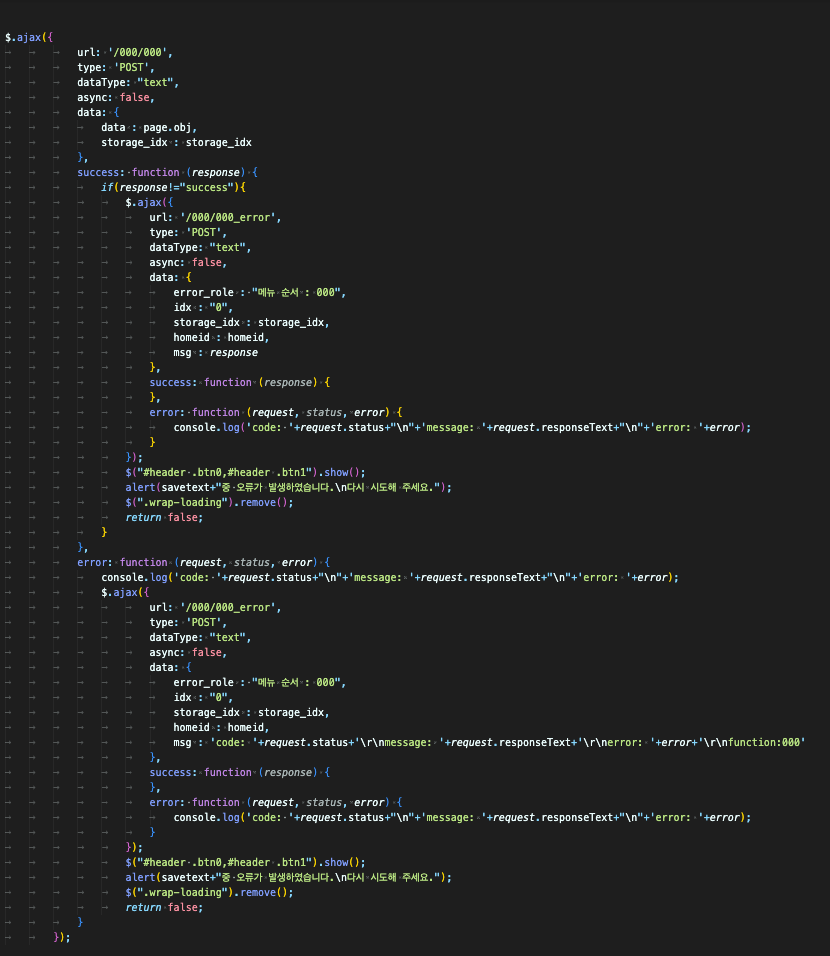 $.ajax({
url: '/000/000',
type: 'POST',
dataType: "text",
async: false,
data: {
data : page.obj,
storage_idx : storage_idx
},
success: function (response) {
if(response!="success"){
$.ajax({
url: '/000/000_error',
type: 'POST',
dataType: "text",
async: false,
data: {
error_role : "메뉴 순서 : 000",
idx : "0",
storage_idx : storage_idx,
homeid : homeid,
msg : response
},
success: function (response) {
},
error: function (request, status, error) {
console.log('code: '+request.status+"\n"+'message: '+request.responseText+"\n"+'error: '+error);
}
});
$("#header .btn0,#header .btn1").show();
alert(savetext+"중 오류가 발생하였습니다.\n다시 시도해 주세요.");
$(".wrap-loading").remove();
return false;
}
},
error: function (request, status, error) {
console.log('code: '+request.status+"\n"+'message: '+request.responseText+"\n"+'error: '+error);
$.ajax({
url: '/000/000_error',
type: 'POST',
dataType: "text",
async: false,
data: {
error_role : "메뉴 순서 : 000",
idx : "0",
storage_idx : storage_idx,
homeid : homeid,
msg : 'code: '+request.status+'\r\nmessage: '+request.responseText+'\r\nerror: '+error+'\r\nfunction:000'
},
success: function (response) {
},
error: function (request, status, error) {
console.log('code: '+request.status+"\n"+'message: '+request.responseText+"\n"+'error: '+error);
}
});
$("#header .btn0,#header .btn1").show();
alert(savetext+"중 오류가 발생하였습니다.\n다시 시도해 주세요.");
$(".wrap-loading").remove();
return false;
}
});